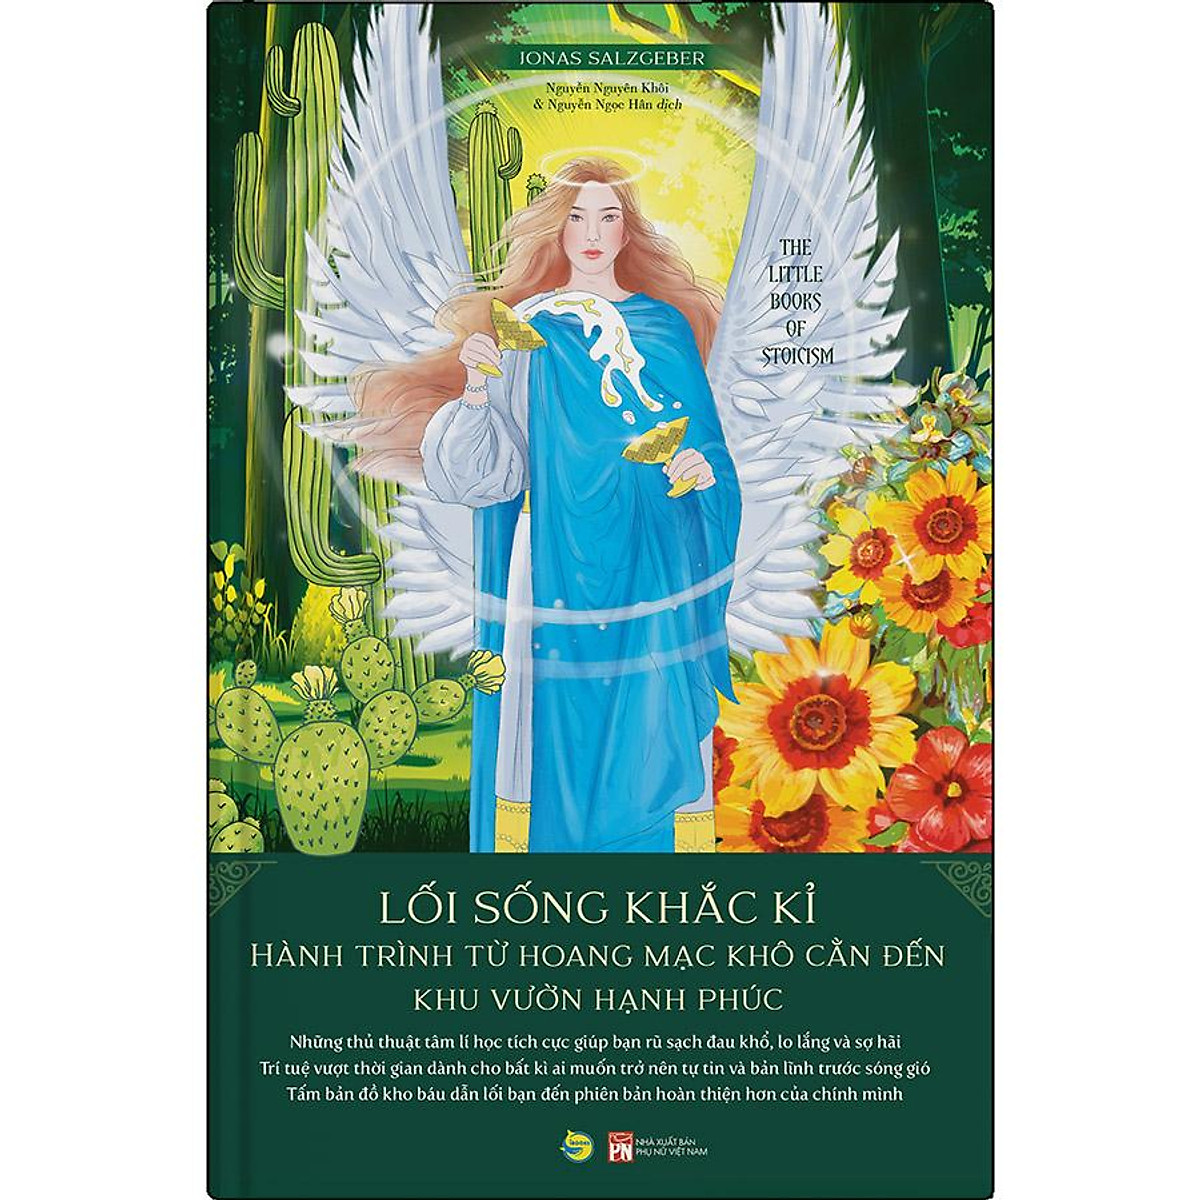 JONAS SALZGEBER
Nguyễn Nguyên Khôi
& Nguyễn Ngọc Hân dịch
THE
LITTLE
BOOKS
OF
STOICISM
LỐI SỐNG KHẮC KỈ
HÀNH TRÌNH TỪ HOANG MẠC KHÔ CẰN ĐẾN
KHU VƯỜN HẠNH PHÚC
Những thủ thuật tâm lí học tích cực giúp bạn rũ sạch đau khổ, lo lắng và sợ hãi
Trí tuệ vượt thời gian dành cho bất kì ai muốn trở nên tự tin và bản lĩnh trước sóng gió
Tấm bản đồ kho báu dẫn lối bạn đến phiên bản hoàn thiện hơn của chính mình
PN
NHÀ XUẤT BẢN
PHỤ NỮ VIỆT NAM